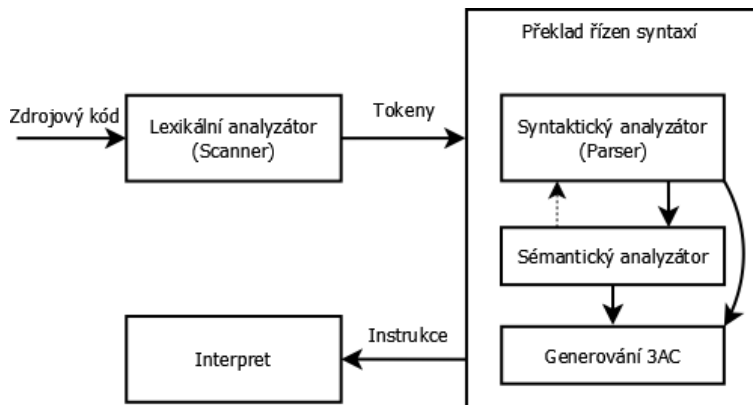 Překlad řízen syntaxí
Zdrojový kód
Lexikální analyzátor
(Scanner)
Tokeny
Syntaktický analyzátor
(Parser)
Sémantický analyzátor
Generování 3AC
Instrukce
Interpret